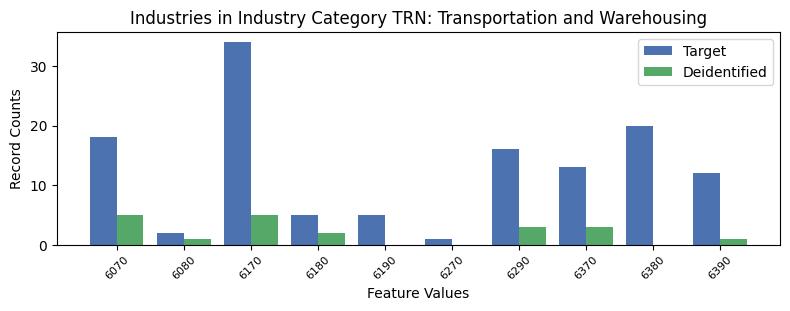 Industries in Industry Category TRN: Transportation and Warehousing
Target
Deidentified
Record Counts
30
20
10
0
6070 6080 6170 6180 6190 6270 6290 6370 6380 6390
Feature Values